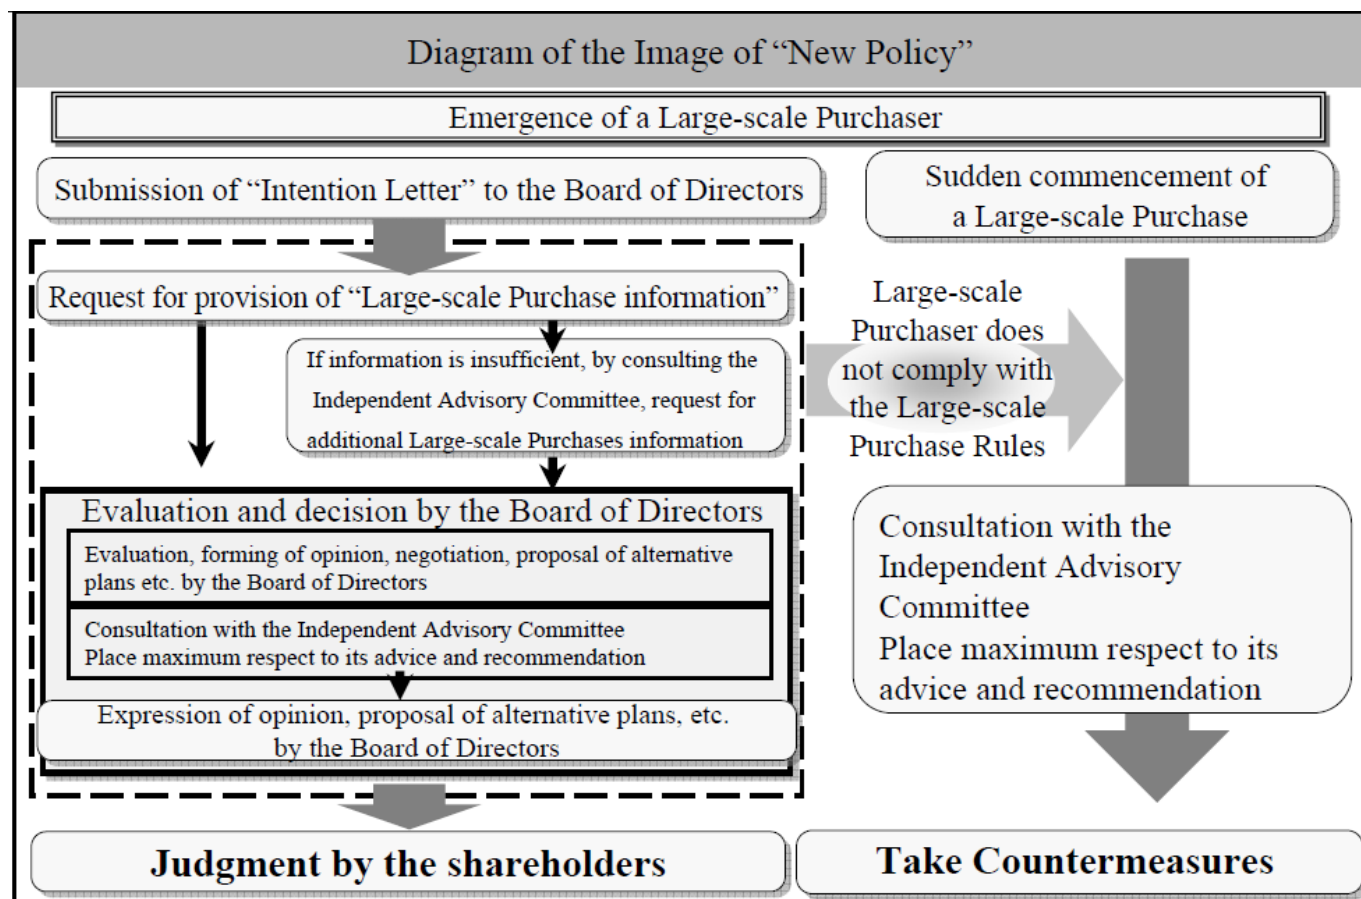 Diagram of the Image of “New Policy”
Emergence of a Large-scale Purchaser
Submission of “Intention Letter” to the Board of Directors
Sudden commencement of
a Large-scale Purchase
Request for provision of “Large-scale Purchase information”
If information is insufficient, by consulting the
Independent Advisory Committee, request for
additional Large-scale Purchases information
Large-scale
Purchaser does
not comply with
the Large-scale
Purchase Rules
Evaluation and decision by the Board of Directors
Evaluation, forming of opinion, negotiation, proposal of alternative
plans etc. by the Board of Directors
Consultation with the Independent Advisory Committee
Place maximum respect to its advice and recommendation
Expression of opinion, proposal of alternative plans, etc.
by the Board of Directors
Consultation with the
Independent Advisory
Committee
Place maximum respect to its
advice and recommendation
Judgment by the shareholders
Take Countermeasures